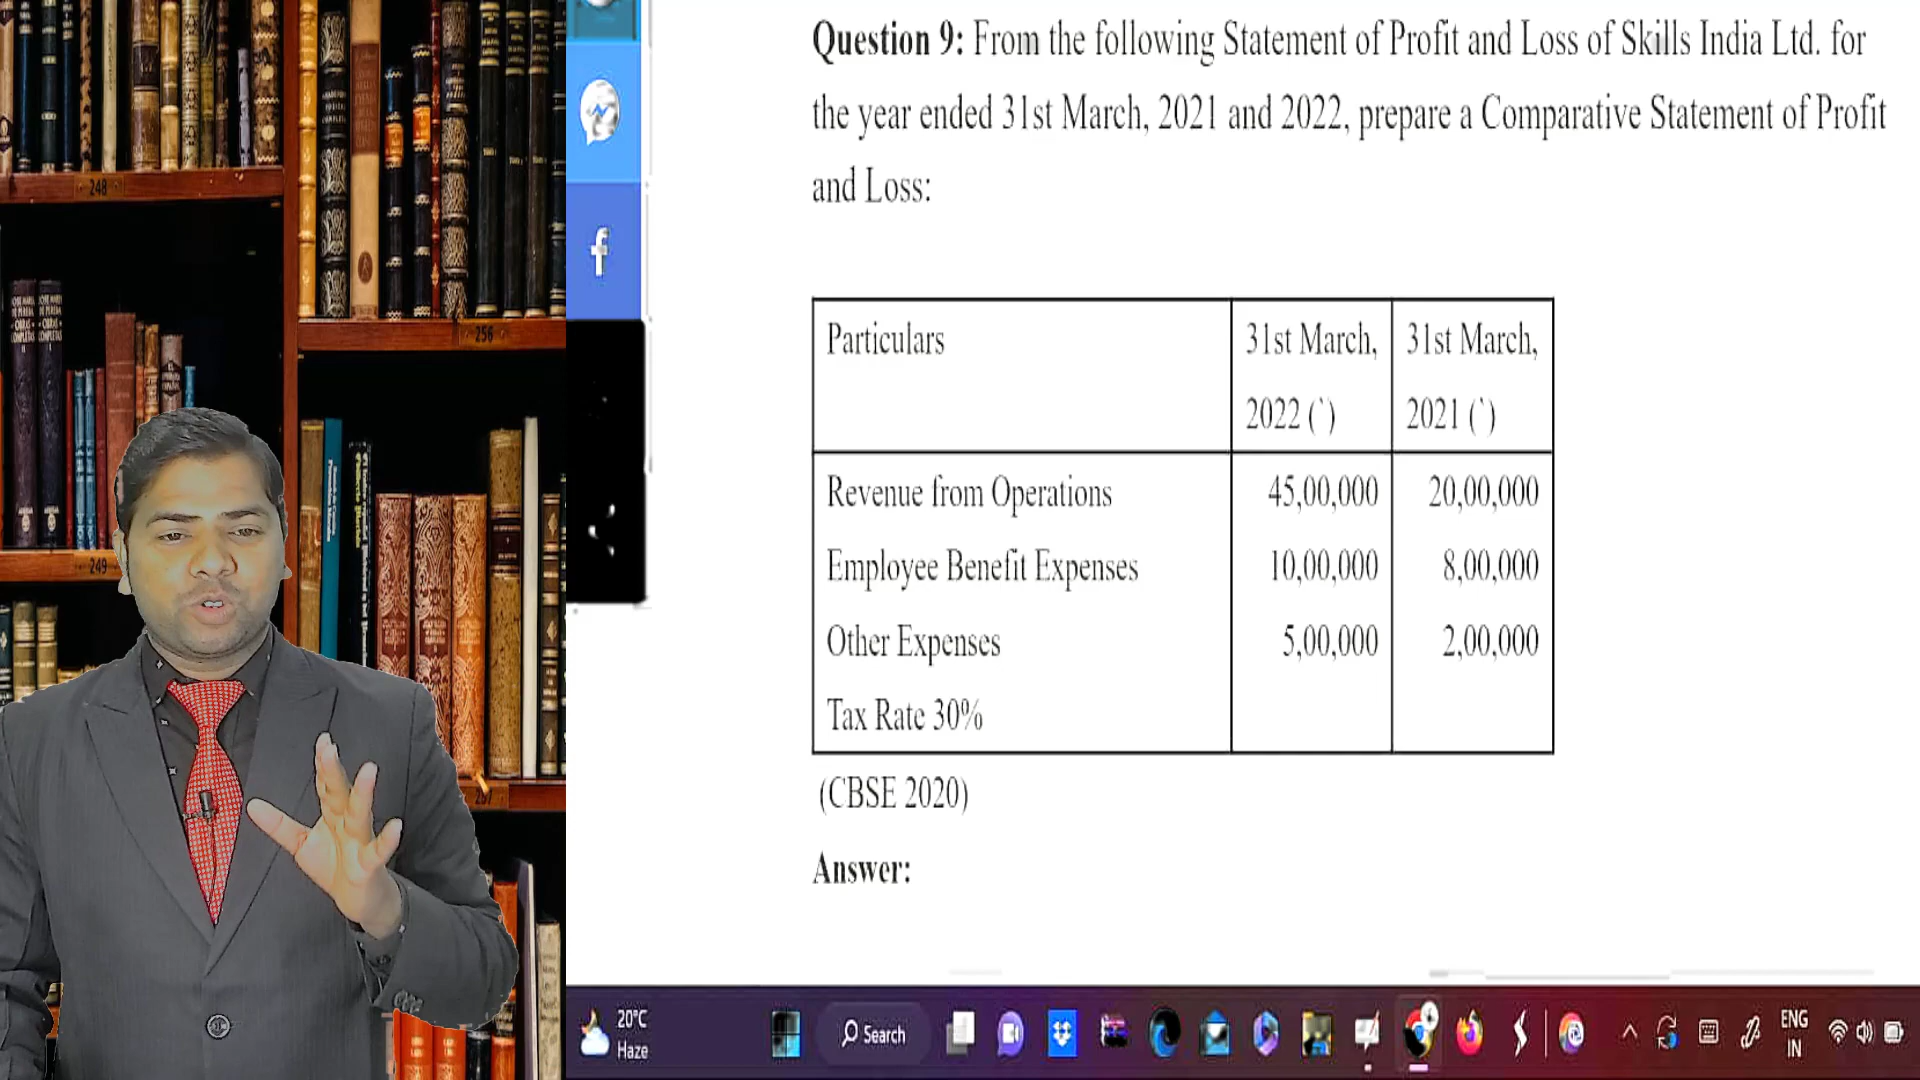 Question 9: From the following Statement of Profit and Loss of Skills India Ltd. for
the year ended 31st March, 2021 and 2022, prepare a Comparative Statement of Profit
and Loss:
Particulars
31st March,
2022 (`)
31st March,
2021 (`)
Revenue from Operations 45,00,000 20,00,000
Employee Benefit Expenses 10,00,000 8,00,000
Other Expenses 5,00,000 2,00,000
Tax Rate 30%
(CBSE 2020)
Answer:
248
256
249
20°C
Haze
Search
ENG
IN